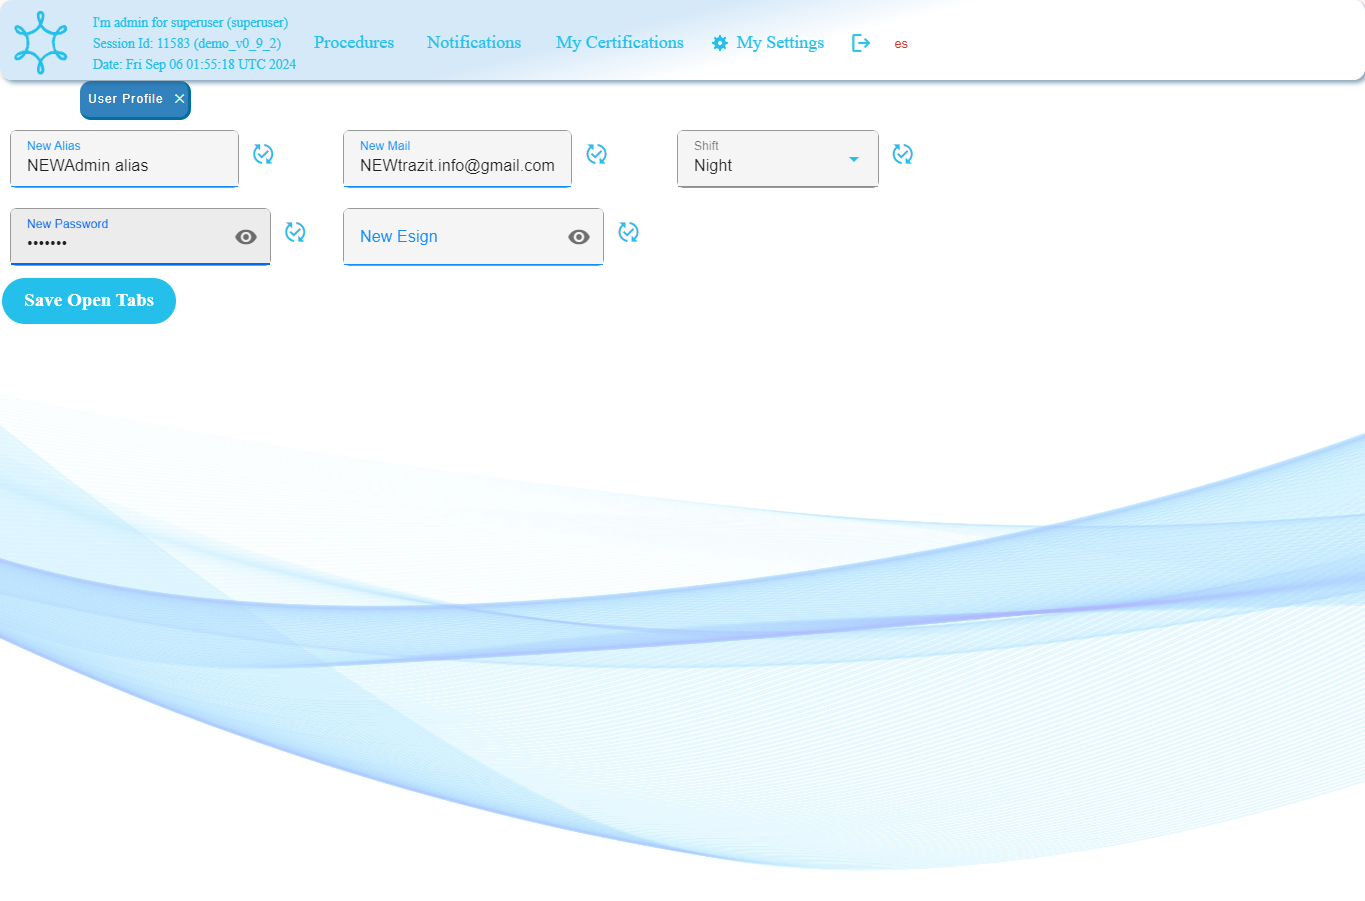 I'm admin for superuser (superuser)
Session Id: 11583 (demo_v0_9_2)
Date: Fri Sep 06 01:55:18 UTC 2024
Procedures
Notifications
My Certifications
My Settings
es
User Profile
New Alias
NEWAdmin alias
New Mail
NEWtrazit.info@gmail.com
Shift
Night
New Password
•••••••
New Esign
Save Open Tabs